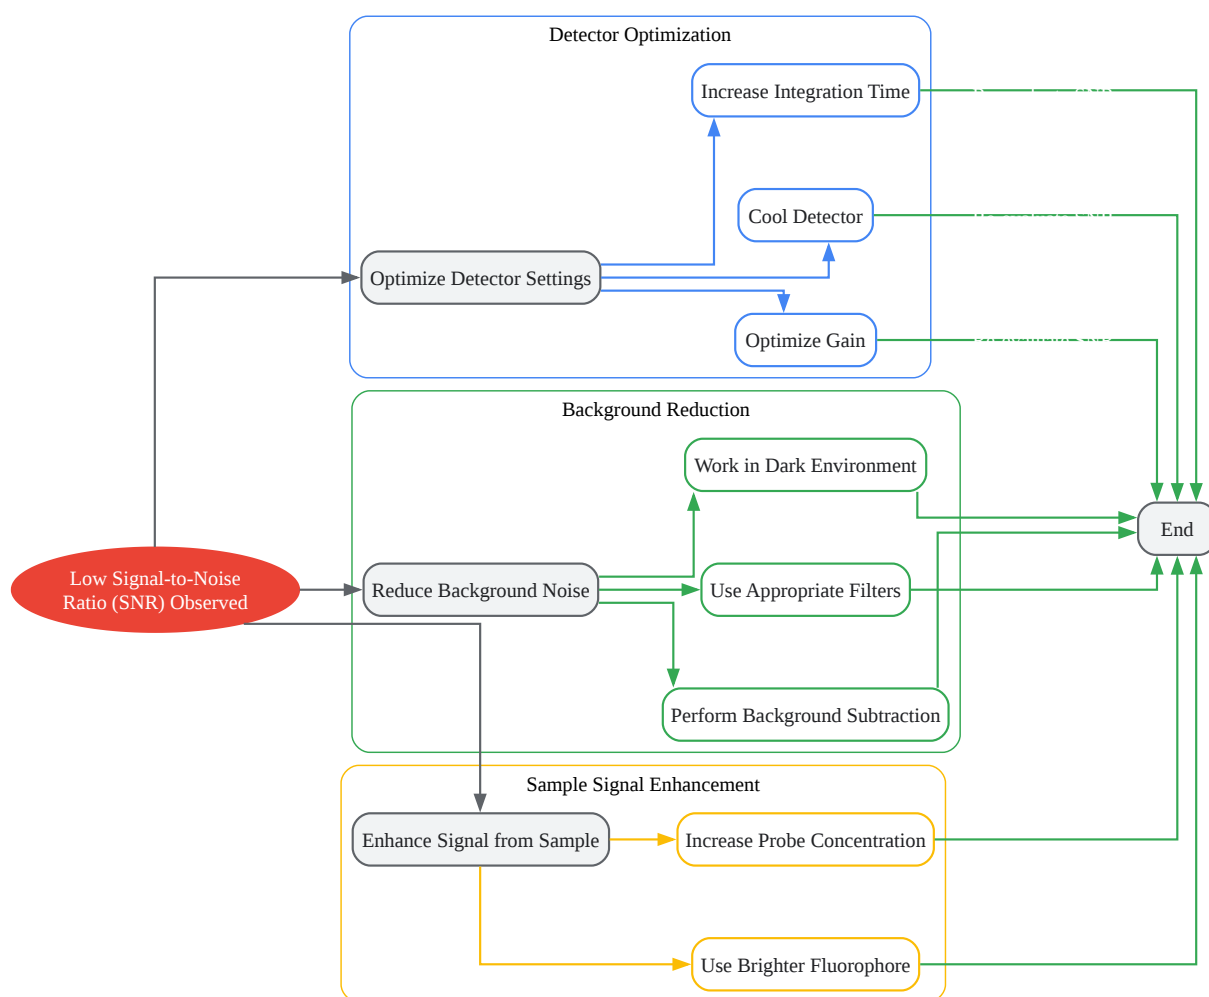 Detector Optimization
Increase Integration Time
Cool Detector
Optimize Detector Settings
Optimize Gain
Background Reduction
Work in Dark Environment
End
Low Signal-to-Noise
Ratio (SNR) Observed
Reduce Background Noise
Use Appropriate Filters
Perform Background Subtraction
Sample Signal Enhancement
Enhance Signal from Sample
Increase Probe Concentration
Use Brighter Fluorophore